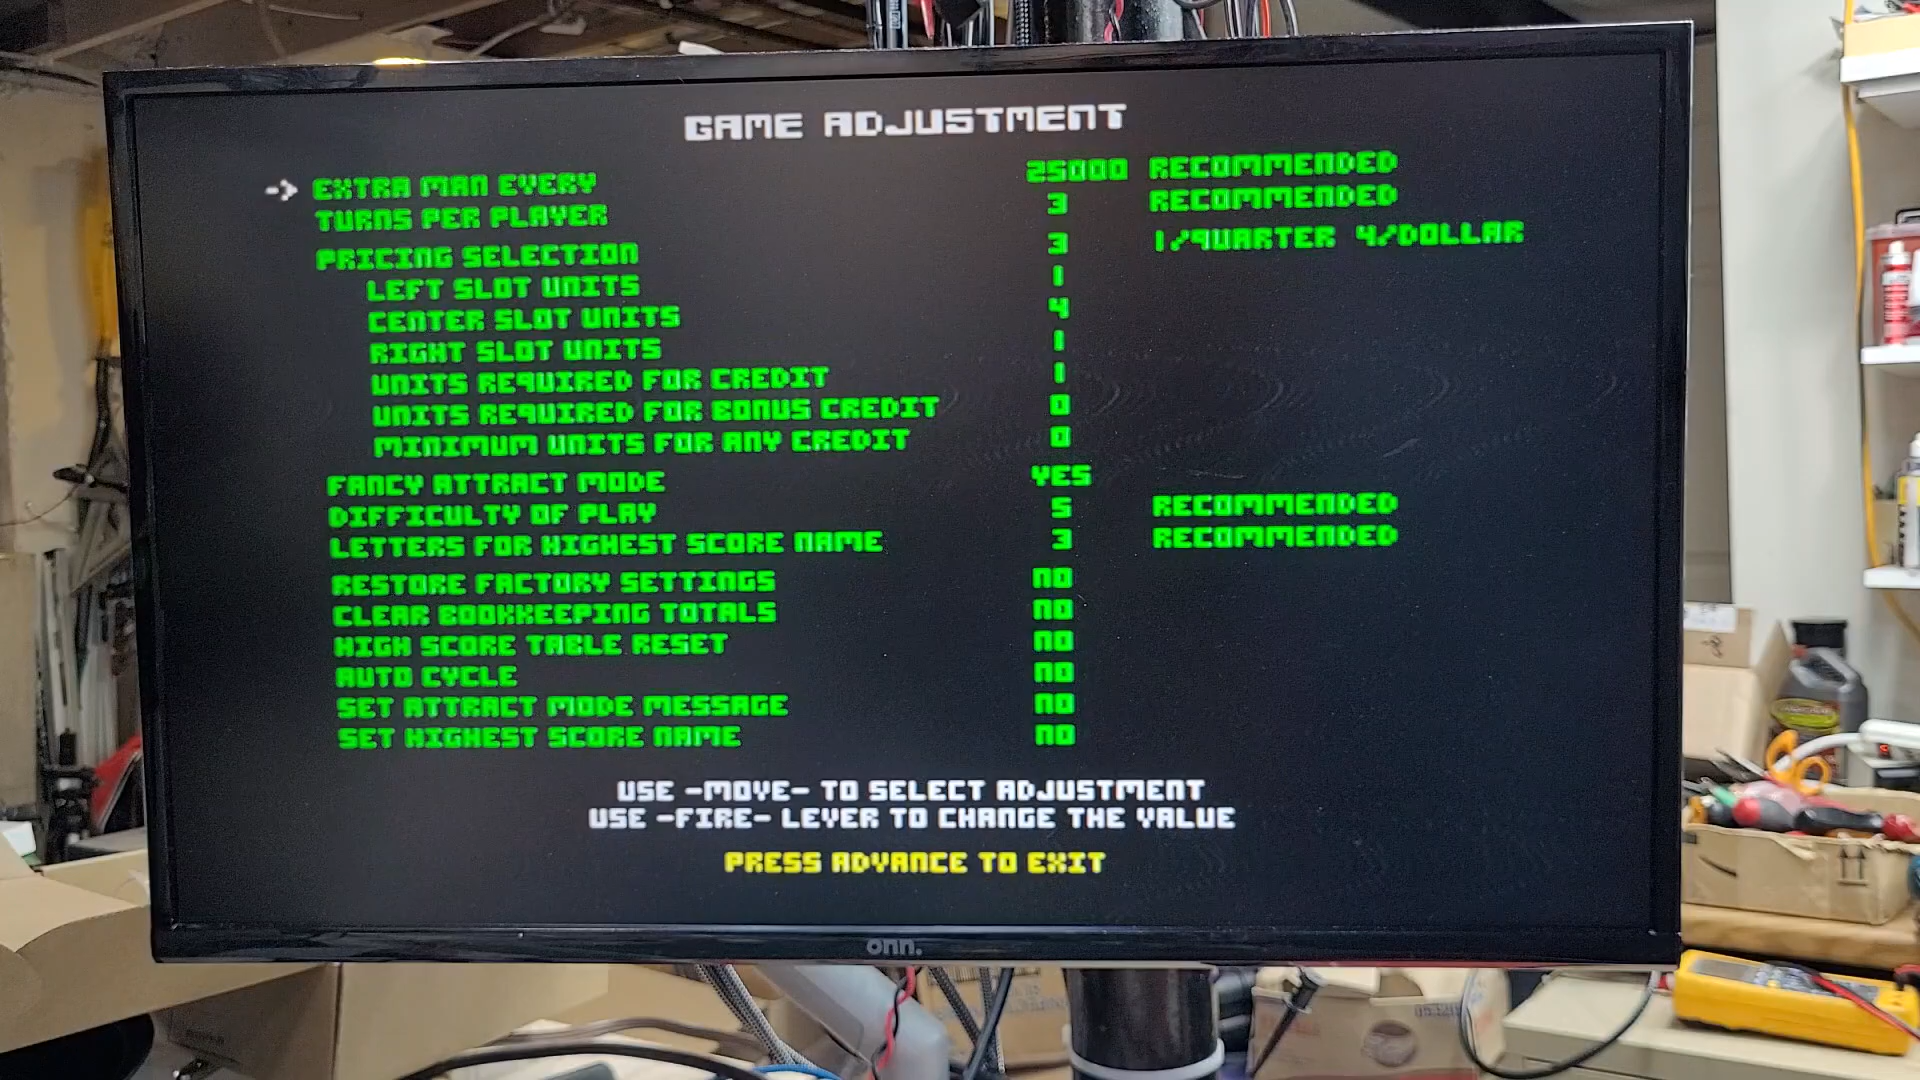 GAME ADJUSTMENT
-> EXTRA MAN EVERY 25000 RECOMMENDED
TURNS PER PLAYER 3 RECOMMENDED
PRICING SELECTION 3 1/QUARTER 4/DOLLAR
LEFT SLOT UNITS 1
CENTER SLOT UNITS 4
RIGHT SLOT UNITS 1
UNITS REQUIRED FOR CREDIT 1
UNITS REQUIRED FOR BONUS CREDIT 0
MINIMUM UNITS FOR ANY CREDIT 0
FANCY ATTRACT MODE YES
DIFFICULTY OF PLAY 5 RECOMMENDED
LETTERS FOR HIGHEST SCORE NAME 3 RECOMMENDED
RESTORE FACTORY SETTINGS NO
CLEAR BOOKKEEPING TOTALS NO
HIGH SCORE TABLE RESET NO
AUTO CYCLE NO
SET ATTRACT MODE MESSAGE NO
SET HIGHEST SCORE NAME NO
USE -MOVE- TO SELECT ADJUSTMENT
USE -FIRE- LEVER TO CHANGE THE VALUE
PRESS ADVANCE TO EXIT
onn.